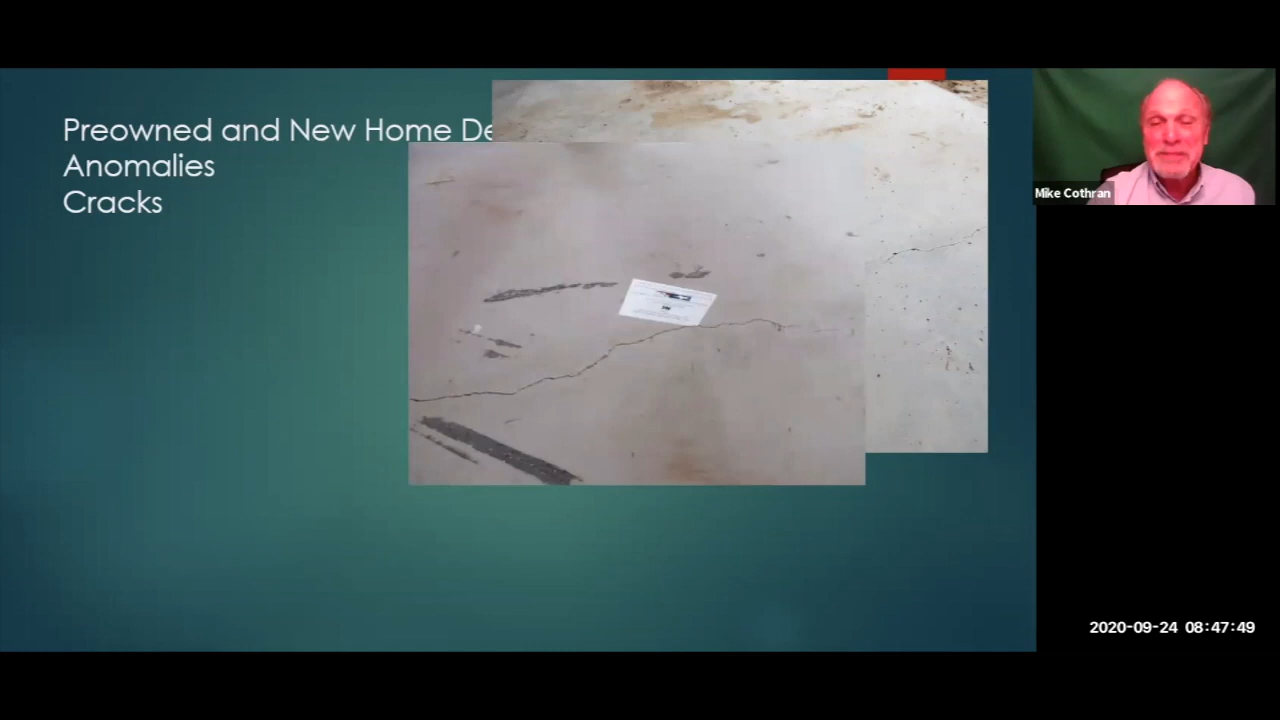 Preowned and New Home De
Anomalies
Cracks
Mike Cothran
2020-09-24 08:47:49